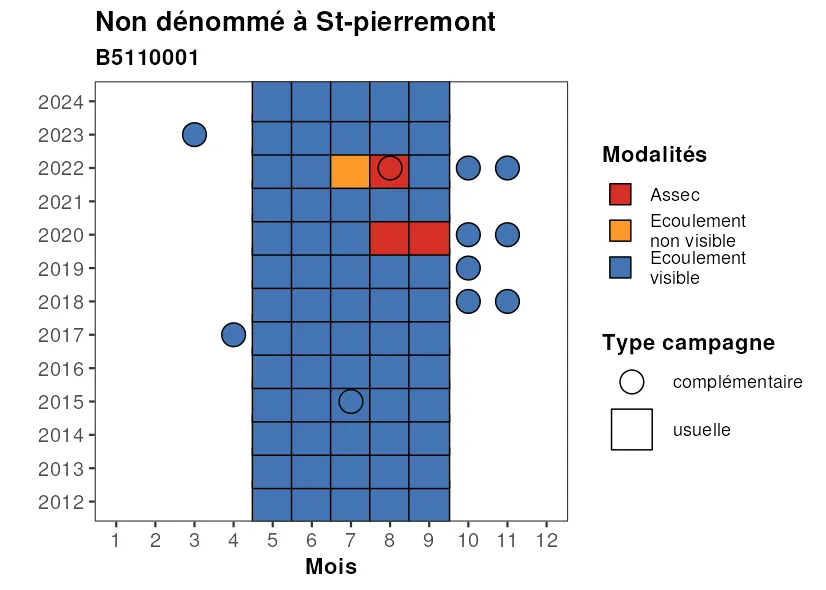 Non dénommé à St-pierremont
B5110001
2024
2023
2022
2021
2020
2019
2018
2017
2016
2015
2014
2013
2012
1 2 3 4 5 6 7 8 9 10 11 12
Mois
Modalités
Assec
Ecoulement
non visible
Ecoulement
visible
Type campagne
complémentaire
usuelle